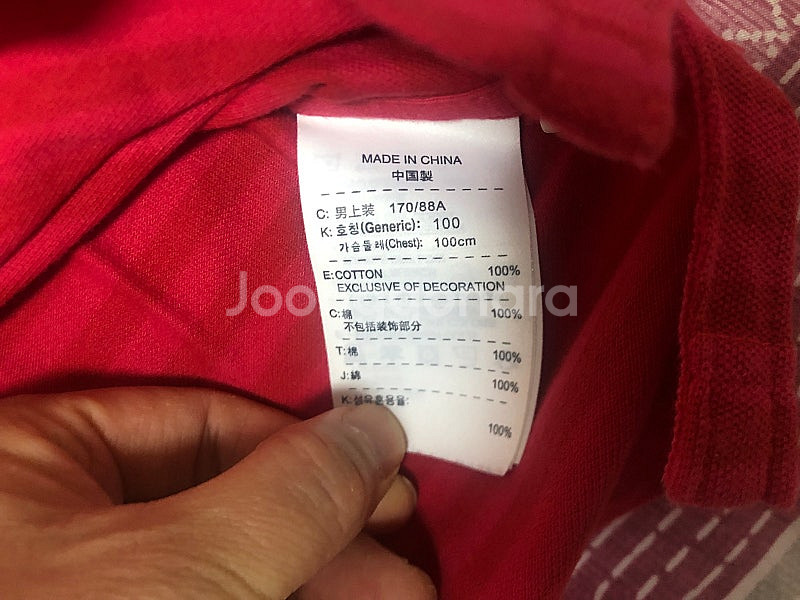 MADE IN CHINA
中国製
C: 男上装 170/88A
K: 호칭(Generic): 100
가슴둘레(Chest): 100cm
E:COTTON 100%
EXCLUSIVE OF DECORATION
C:棉 100%
不包括装饰部分
T:棉 100%
J:綿 100%
K:섬유혼용율:
100%